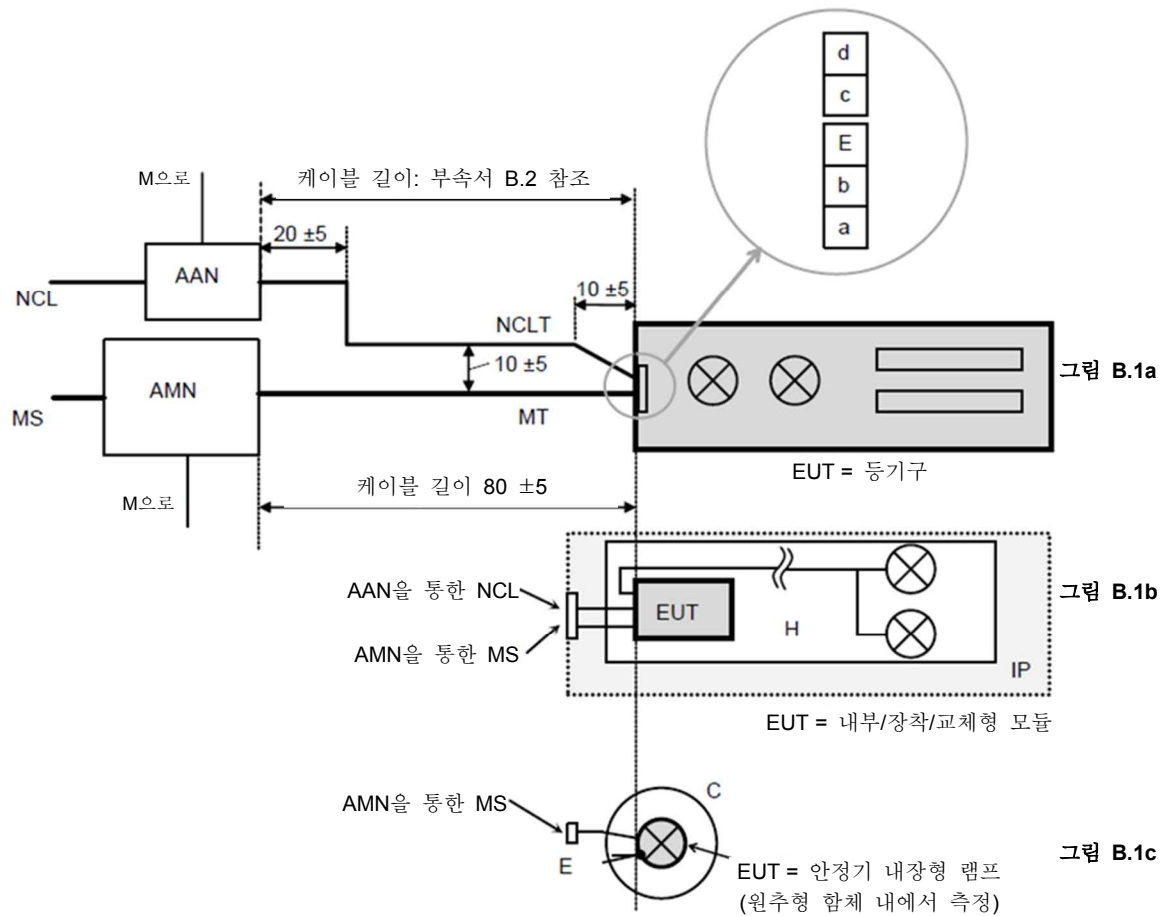 d
c
E
b
a
M으로
케이블 길이: 부속서 B.2 참조
20 ±5
AAN
NCL
10 ±5
NCLT
10 ±5
AMN
MS
MT
그림 B.1a
EUT = 등기구
M으로
케이블 길이 80 ±5
AAN을 통한 NCL
AMN을 통한 MS
EUT
H
IP
그림 B.1b
EUT = 내부/장착/교체형 모듈
AMN을 통한 MS
C
E
EUT = 안정기 내장형 램프
(원추형 함체 내에서 측정)
그림 B.1c